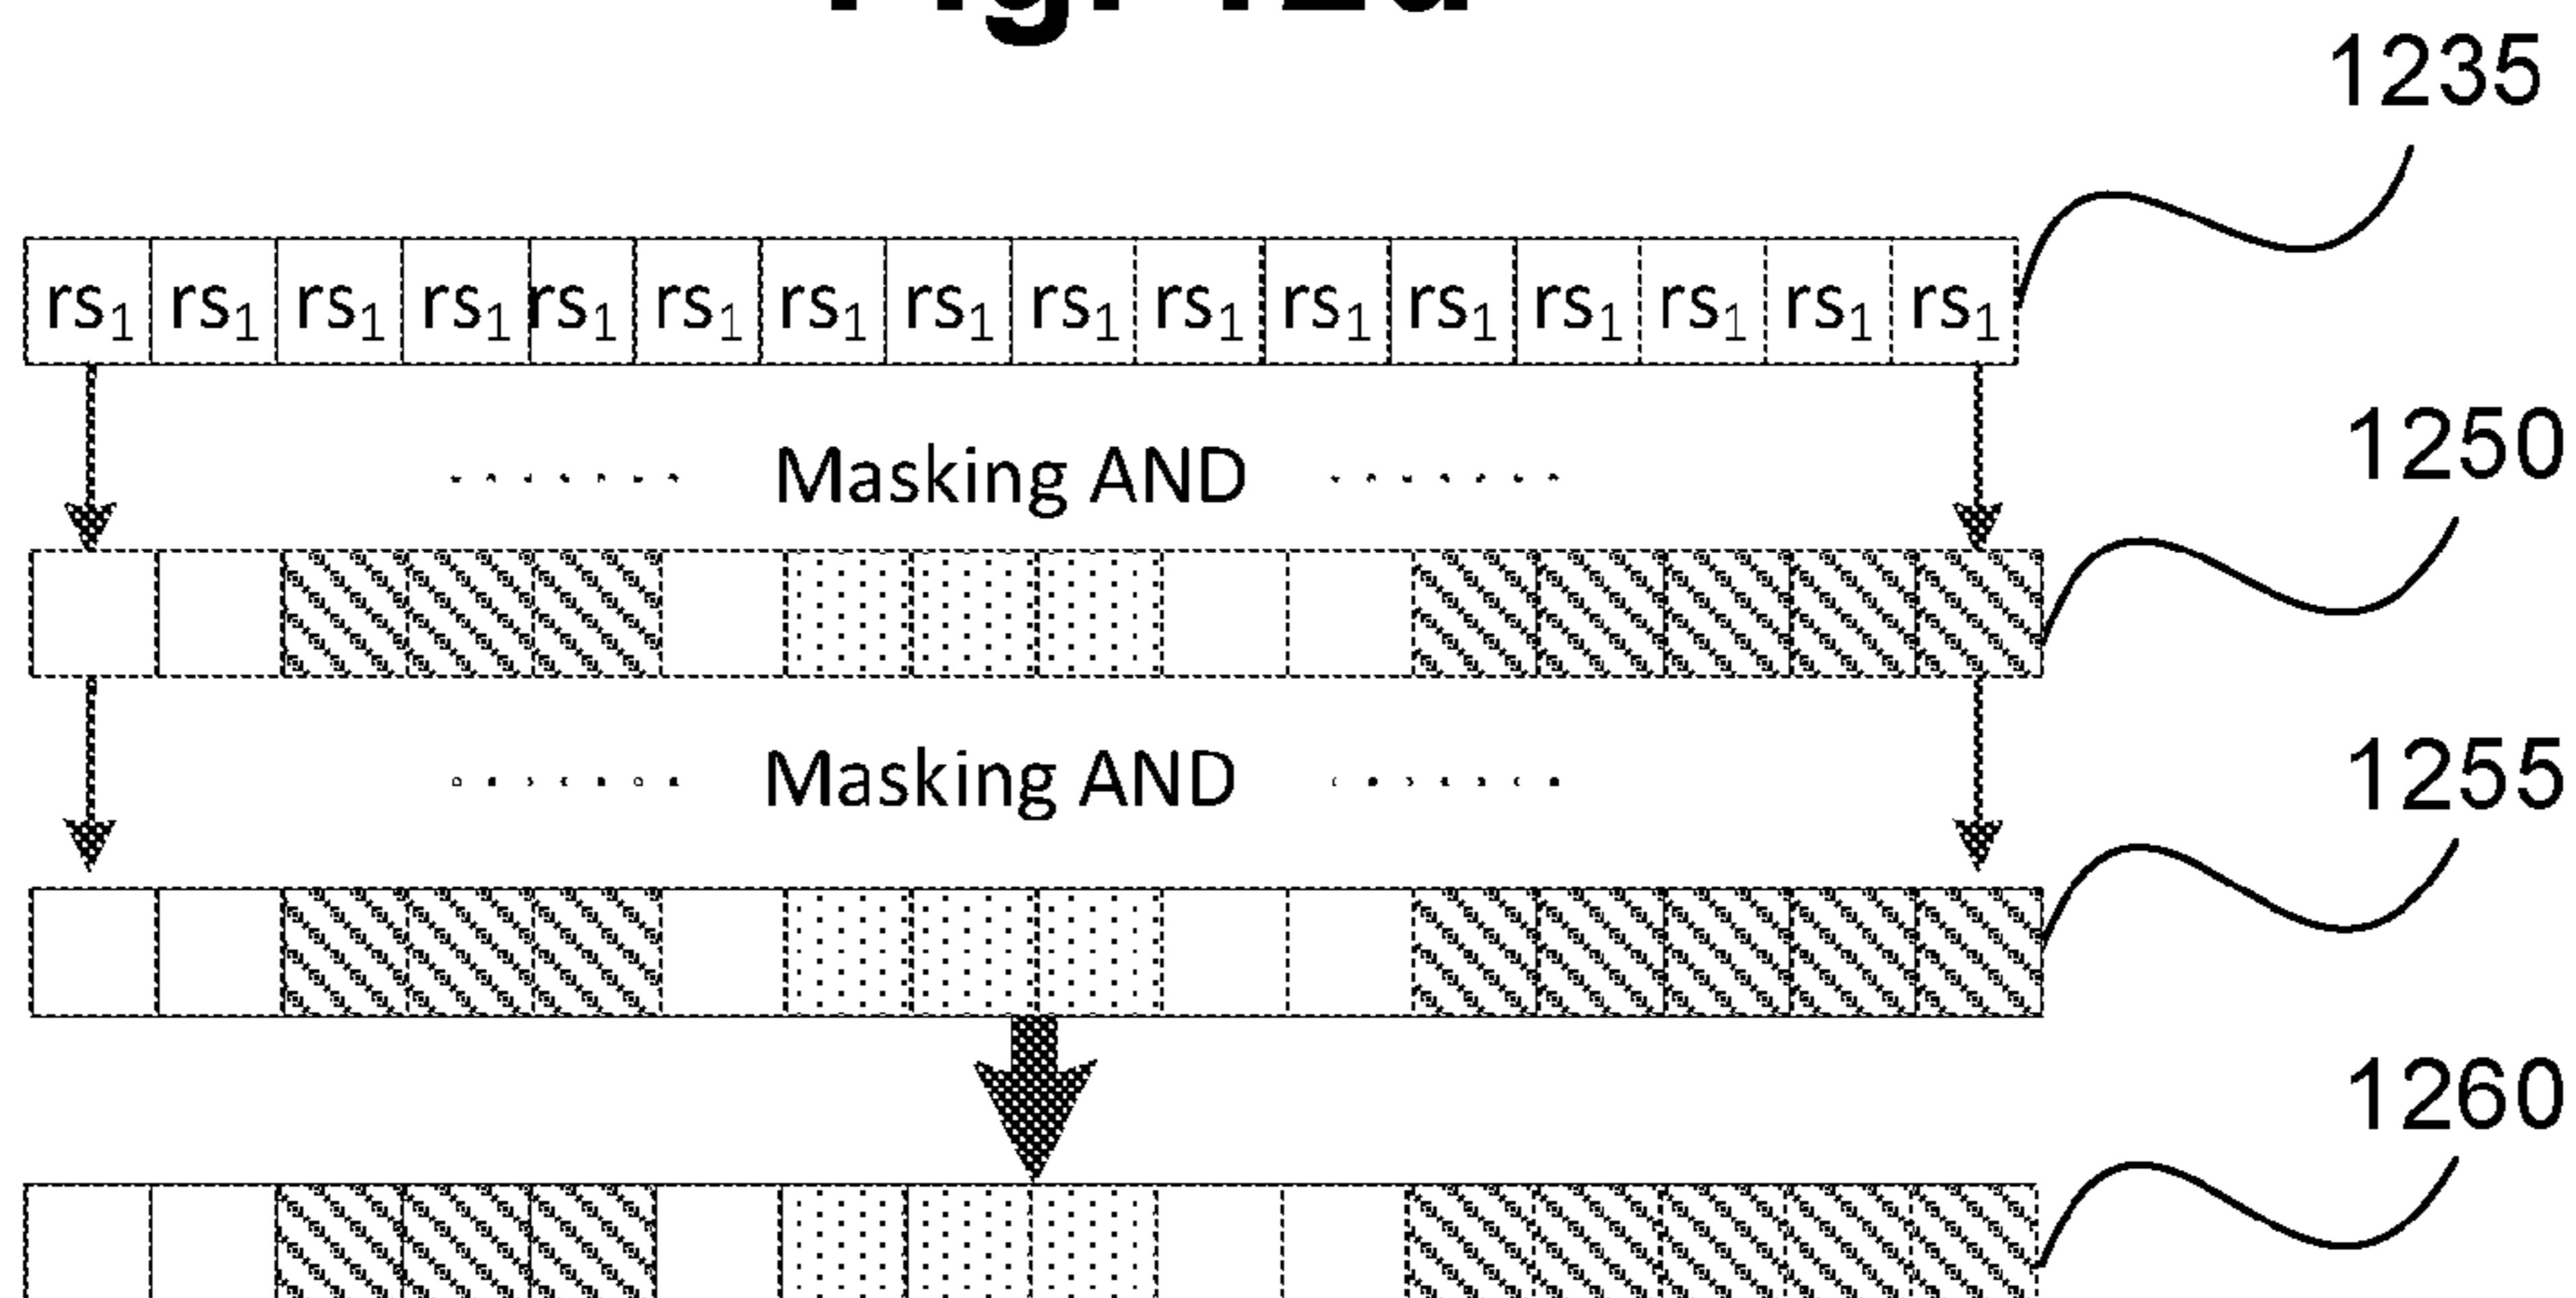 1235
rs₁ rs₁ rs₁ rs₁ rs₁ rs₁ rs₁ rs₁ rs₁ rs₁ rs₁ rs₁ rs₁ rs₁ rs₁ rs₁
1250
Masking AND
1255
Masking AND
1260